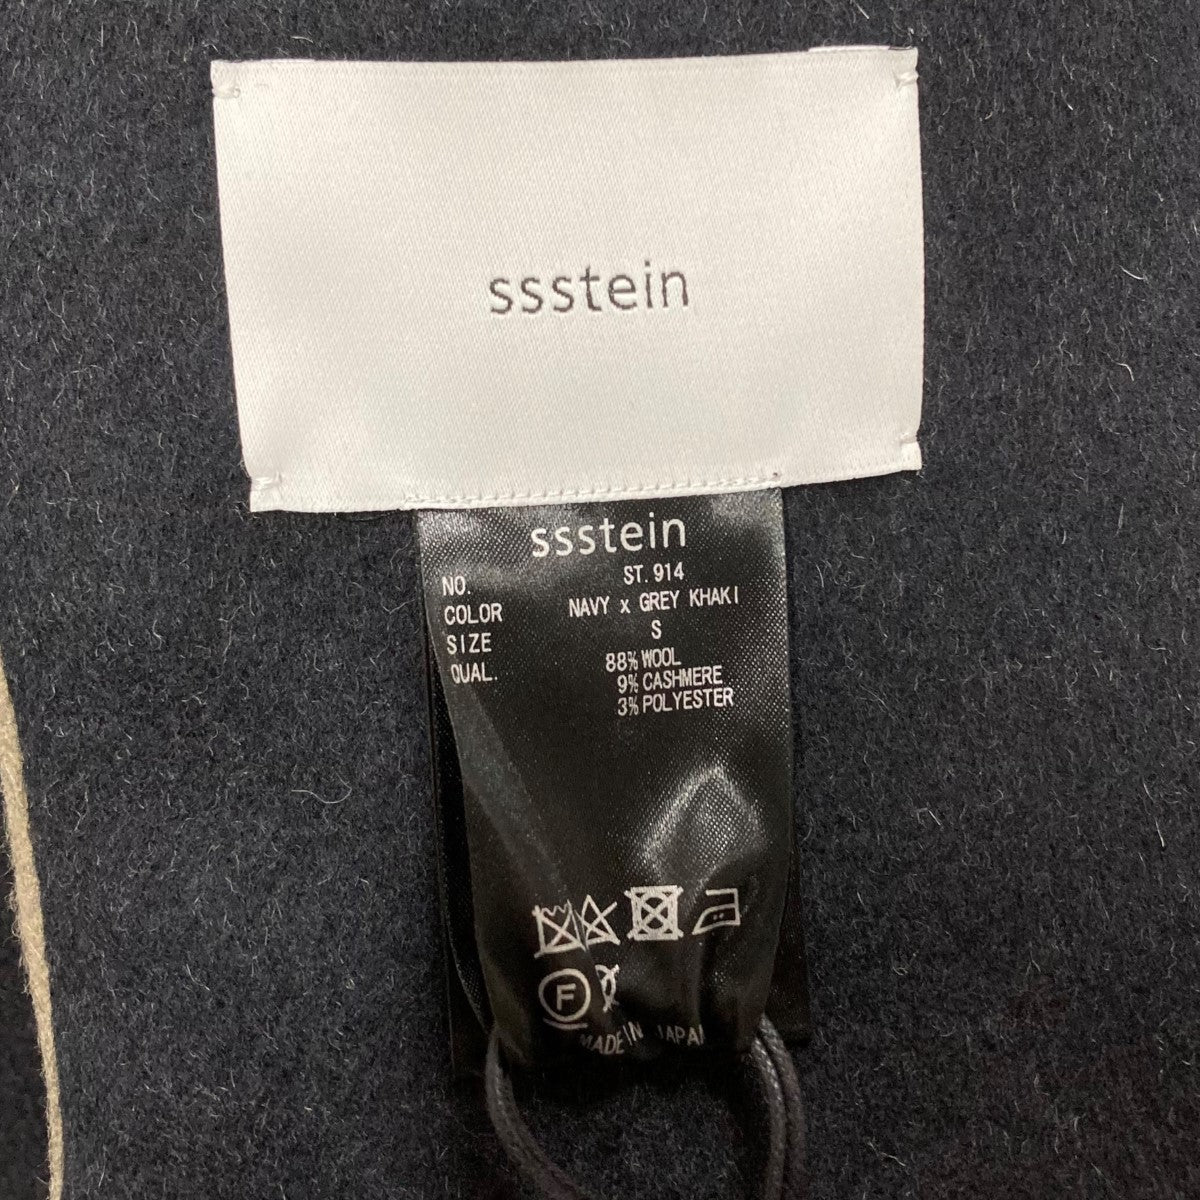 ssstein
ssstein
NO. ST.914
COLOR NAVY x GREY KHAKI
SIZE S
QUAL. 88% WOOL
9% CASHMERE
3% POLYESTER
F
MADE IN JAPAN